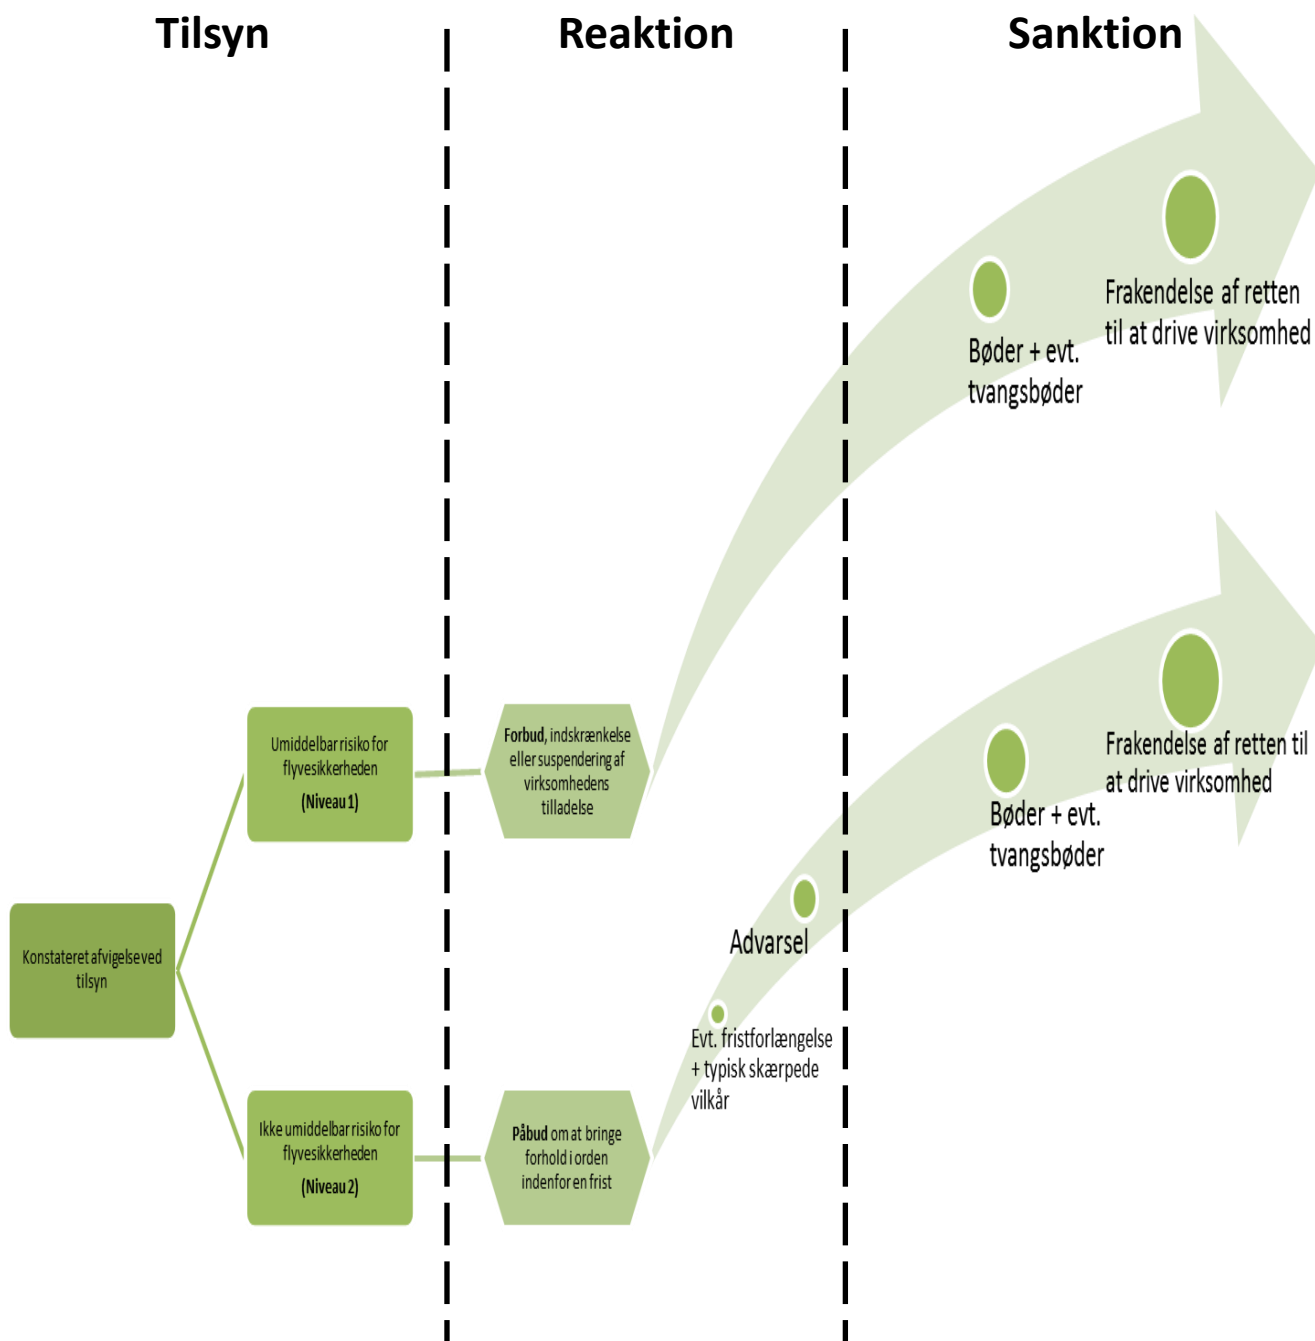 Tilsyn
Reaktion
Sanktion
Konstateret afvigelse ved
tilsyn
Umiddelbar risiko for
flyvesikkerheden
(Niveau 1)
Ikke umiddelbar risiko for
flyvesikkerheden
(Niveau 2)
Forbud, indskrænkelse
eller suspendering af
virksomhedens
tilladelse
Påbud om at bringe
forhold i orden
indenfor en frist
Evt. fristforlængelse
+ typisk skærpede
vilkår
Advarsel
Bøder + evt.
tvangsbøder
Frakendelse af retten
til at drive virksomhed
Bøder + evt.
tvangsbøder
Frakendelse af retten til
at drive virksomhed